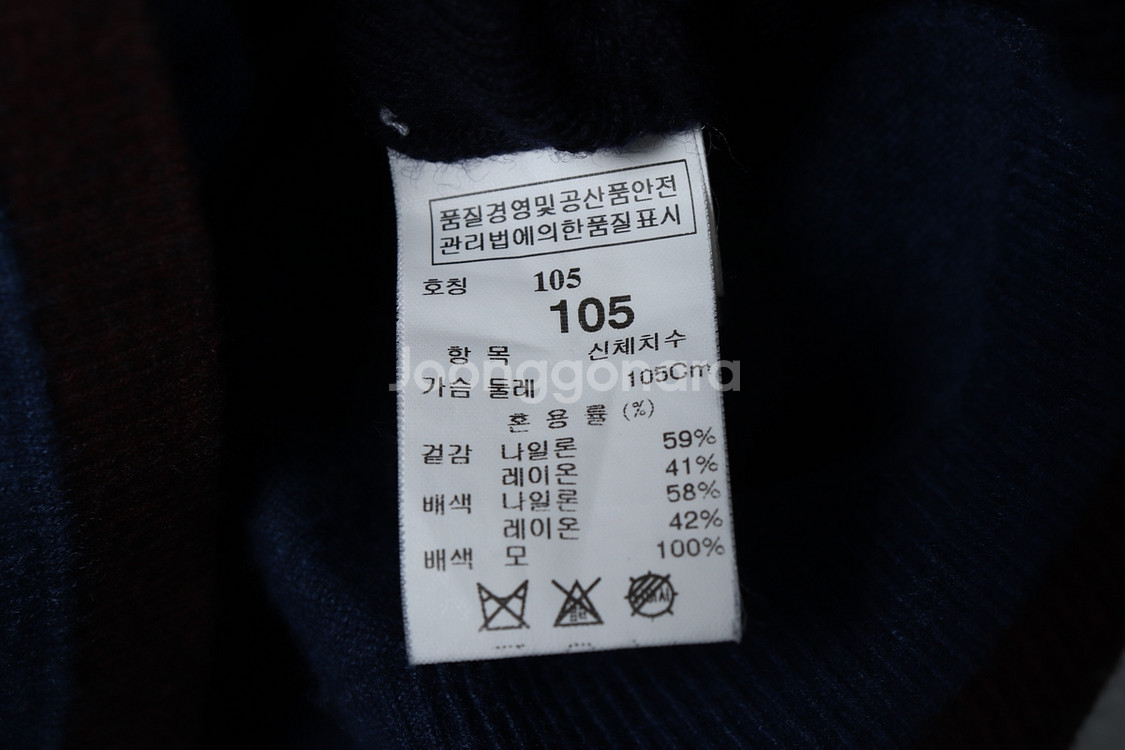 품질경영및공산품안전
관리법에의한품질표시
호칭 105
105
항 목 신체치수
가슴 둘레 105Cm
혼 용 률 (%)
겉감 나일론 59%
레이온 41%
배색 나일론 58%
레이온 42%
배색 모 100%
Joonggonara